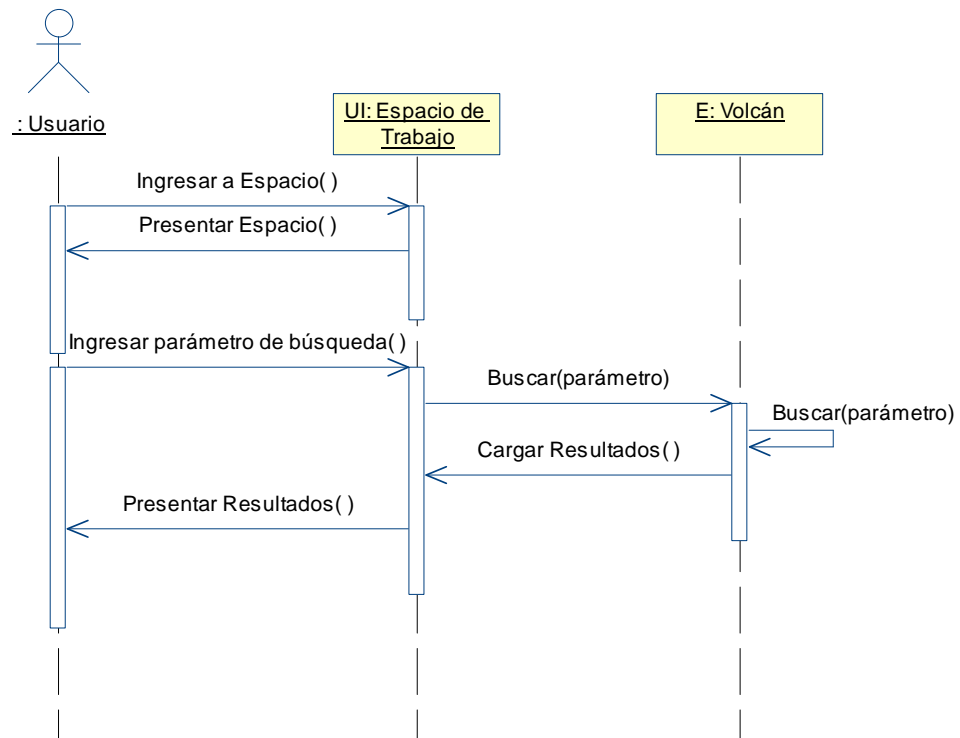 : Usuario
UI: Espacio de
Trabajo
E: Volcán
Ingresar a Espacio( )
Presentar Espacio( )
Ingresar parámetro de búsqueda( )
Buscar(parámetro)
Buscar(parámetro)
Cargar Resultados( )
Presentar Resultados( )